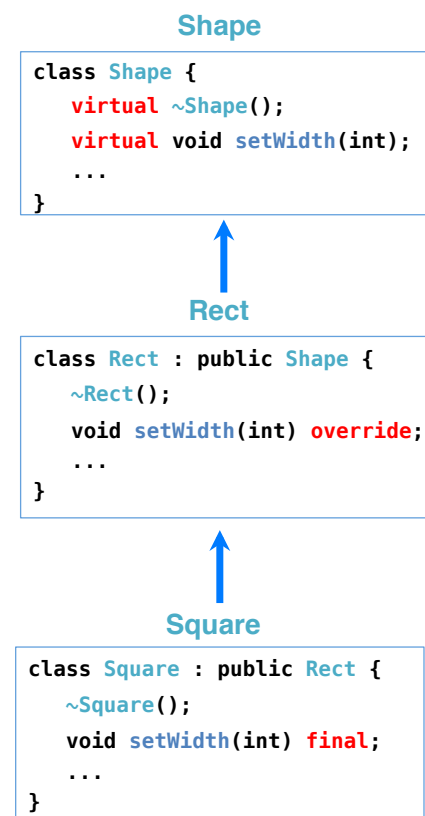 Shape
class Shape {
virtual ~Shape();
virtual void setWidth(int);
...
}
Rect
class Rect : public Shape {
~Rect();
void setWidth(int) override;
...
}
Square
class Square : public Rect {
~Square();
void setWidth(int) final;
...
}